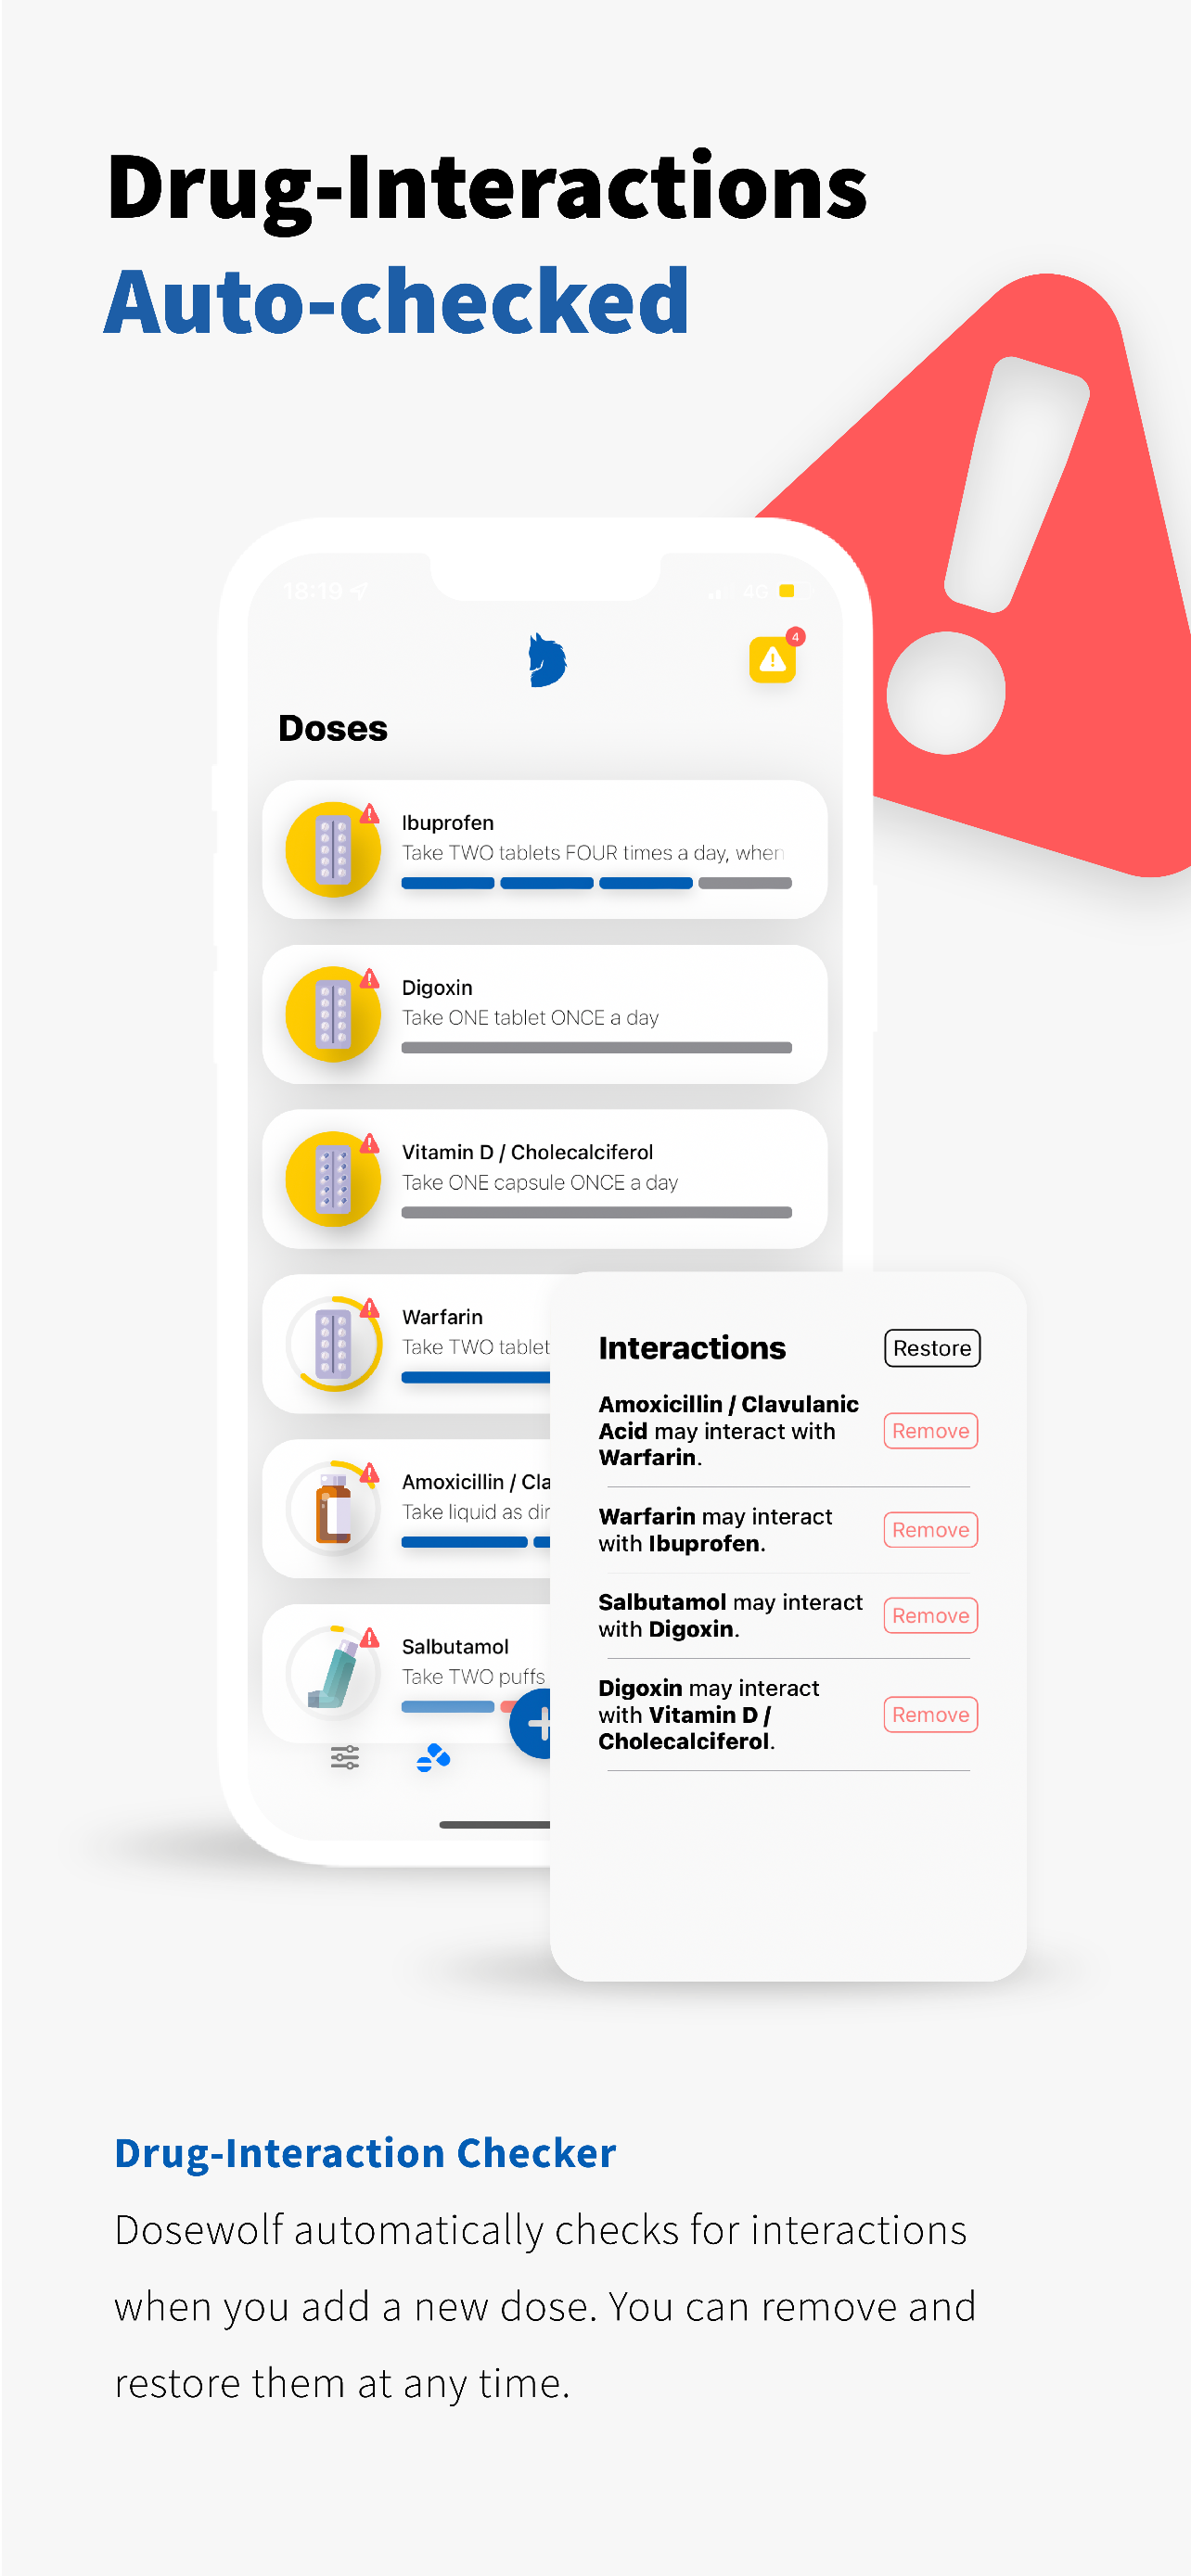 Drug-Interactions
Auto-checked
18:19
4G
4
Doses
Ibuprofen
Take TWO tablets FOUR times a day, when
Digoxin
Take ONE tablet ONCE a day
Vitamin D / Cholecalciferol
Take ONE capsule ONCE a day
Warfarin
Take TWO tablet
Amoxicillin / Cla
Take liquid as dir
Salbutamol
Take TWO puffs
Interactions
Restore
Amoxicillin / Clavulanic
Acid may interact with
Warfarin.
Remove
Warfarin may interact
with Ibuprofen.
Remove
Salbutamol may interact
with Digoxin.
Remove
Digoxin may interact
with Vitamin D /
Cholecalciferol.
Remove
Drug-Interaction Checker
Dosewolf automatically checks for interactions
when you add a new dose. You can remove and
restore them at any time.